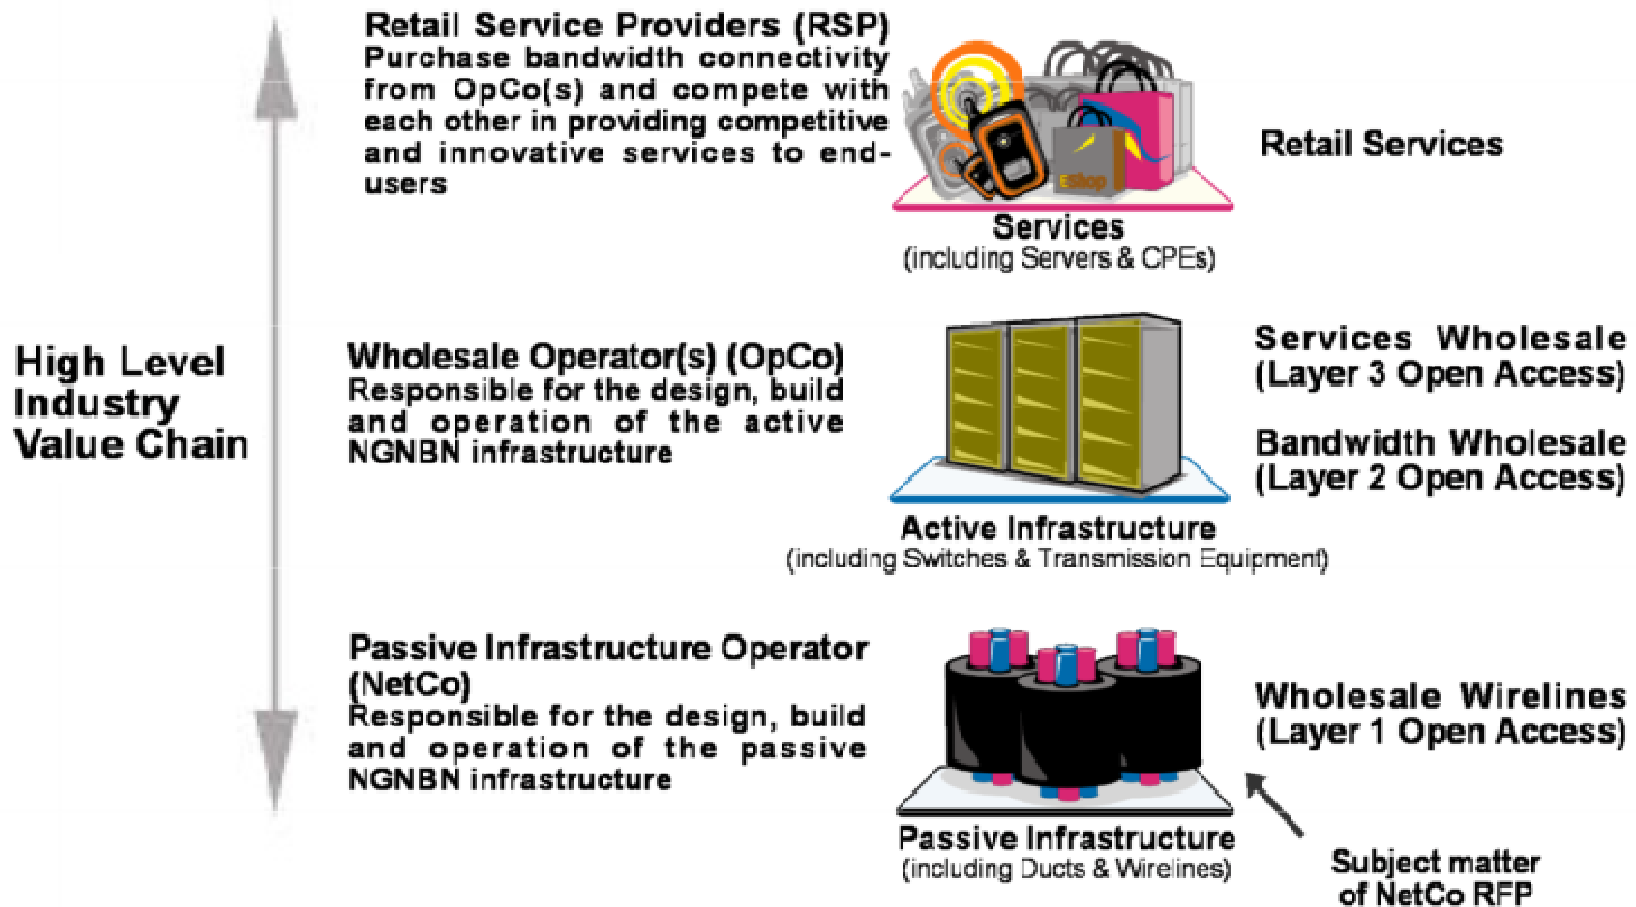 Retail Service Providers (RSP)
Purchase bandwidth connectivity
from OpCo(s) and compete with
each other in providing competitive
and innovative services to end-
users
EShop
Retail Services
Services
(including Servers & CPEs)
High Level
Industry
Value Chain
Wholesale Operator(s) (OpCo)
Responsible for the design, build
and operation of the active
NGNBN infrastructure
Services Wholesale
(Layer 3 Open Access)
Bandwidth Wholesale
(Layer 2 Open Access)
Active Infrastructure
(including Switches & Transmission Equipment)
Passive Infrastructure Operator
(NetCo)
Responsible for the design, build
and operation of the passive
NGNBN infrastructure
Wholesale Wirelines
(Layer 1 Open Access)
Passive Infrastructure
(including Ducts & Wirelines)
Subject matter
of NetCo RFP